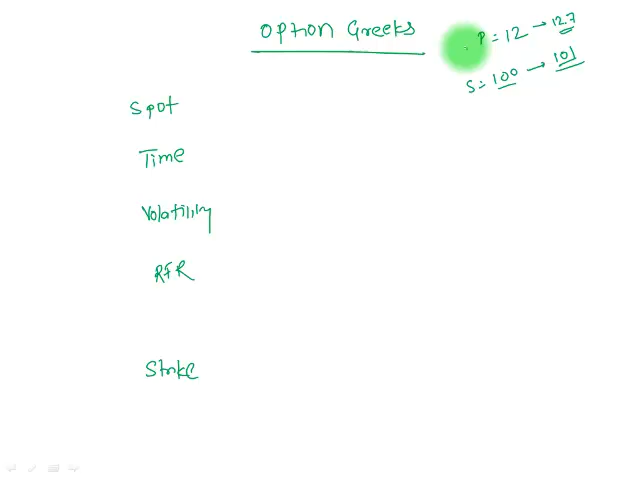 Option Greeks
P = 12 → 12.7
S = 100 → 101
Spot
Time
Volatility
RFR
Strike